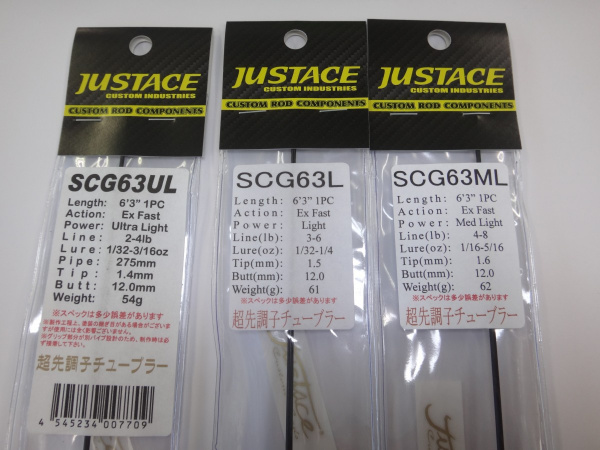 JUSTACE
CUSTOM INDUSTRIES
CUSTOM ROD COMPONENTS
SCG63UL
Length: 6'3" 1PC
Action: Ex Fast
Power: Ultra Light
Line: 2-4lb
Lure: 1/32-3/16oz
Pipe: 275mm
Tip: 1.4mm
Butt: 12.0mm
Weight: 54g
※スペックは多少誤差があります
超先調子チューブラー
4 545234 007709
JUSTACE
CUSTOM INDUSTRIES
CUSTOM ROD COMPONENTS
SCG63L
Length: 6'3" 1PC
Action: Ex Fast
Power: Light
Line(lb): 3-6
Lure(oz): 1/32-1/4
Tip(mm): 1.5
Butt(mm): 12.0
Weight(g): 61
※スペックは多少誤差があります
超先調子チューブラー
JUSTACE
CUSTOM INDUSTRIES
CUSTOM ROD COMPONENTS
SCG63ML
Length: 6'3" 1PC
Action: Ex Fast
Power: Med Light
Line(lb): 4-8
Lure(oz): 1/16-5/16
Tip(mm): 1.6
Butt(mm): 12.0
Weight(g): 62
※スペックは多少誤差があります
超先調子チューブラー